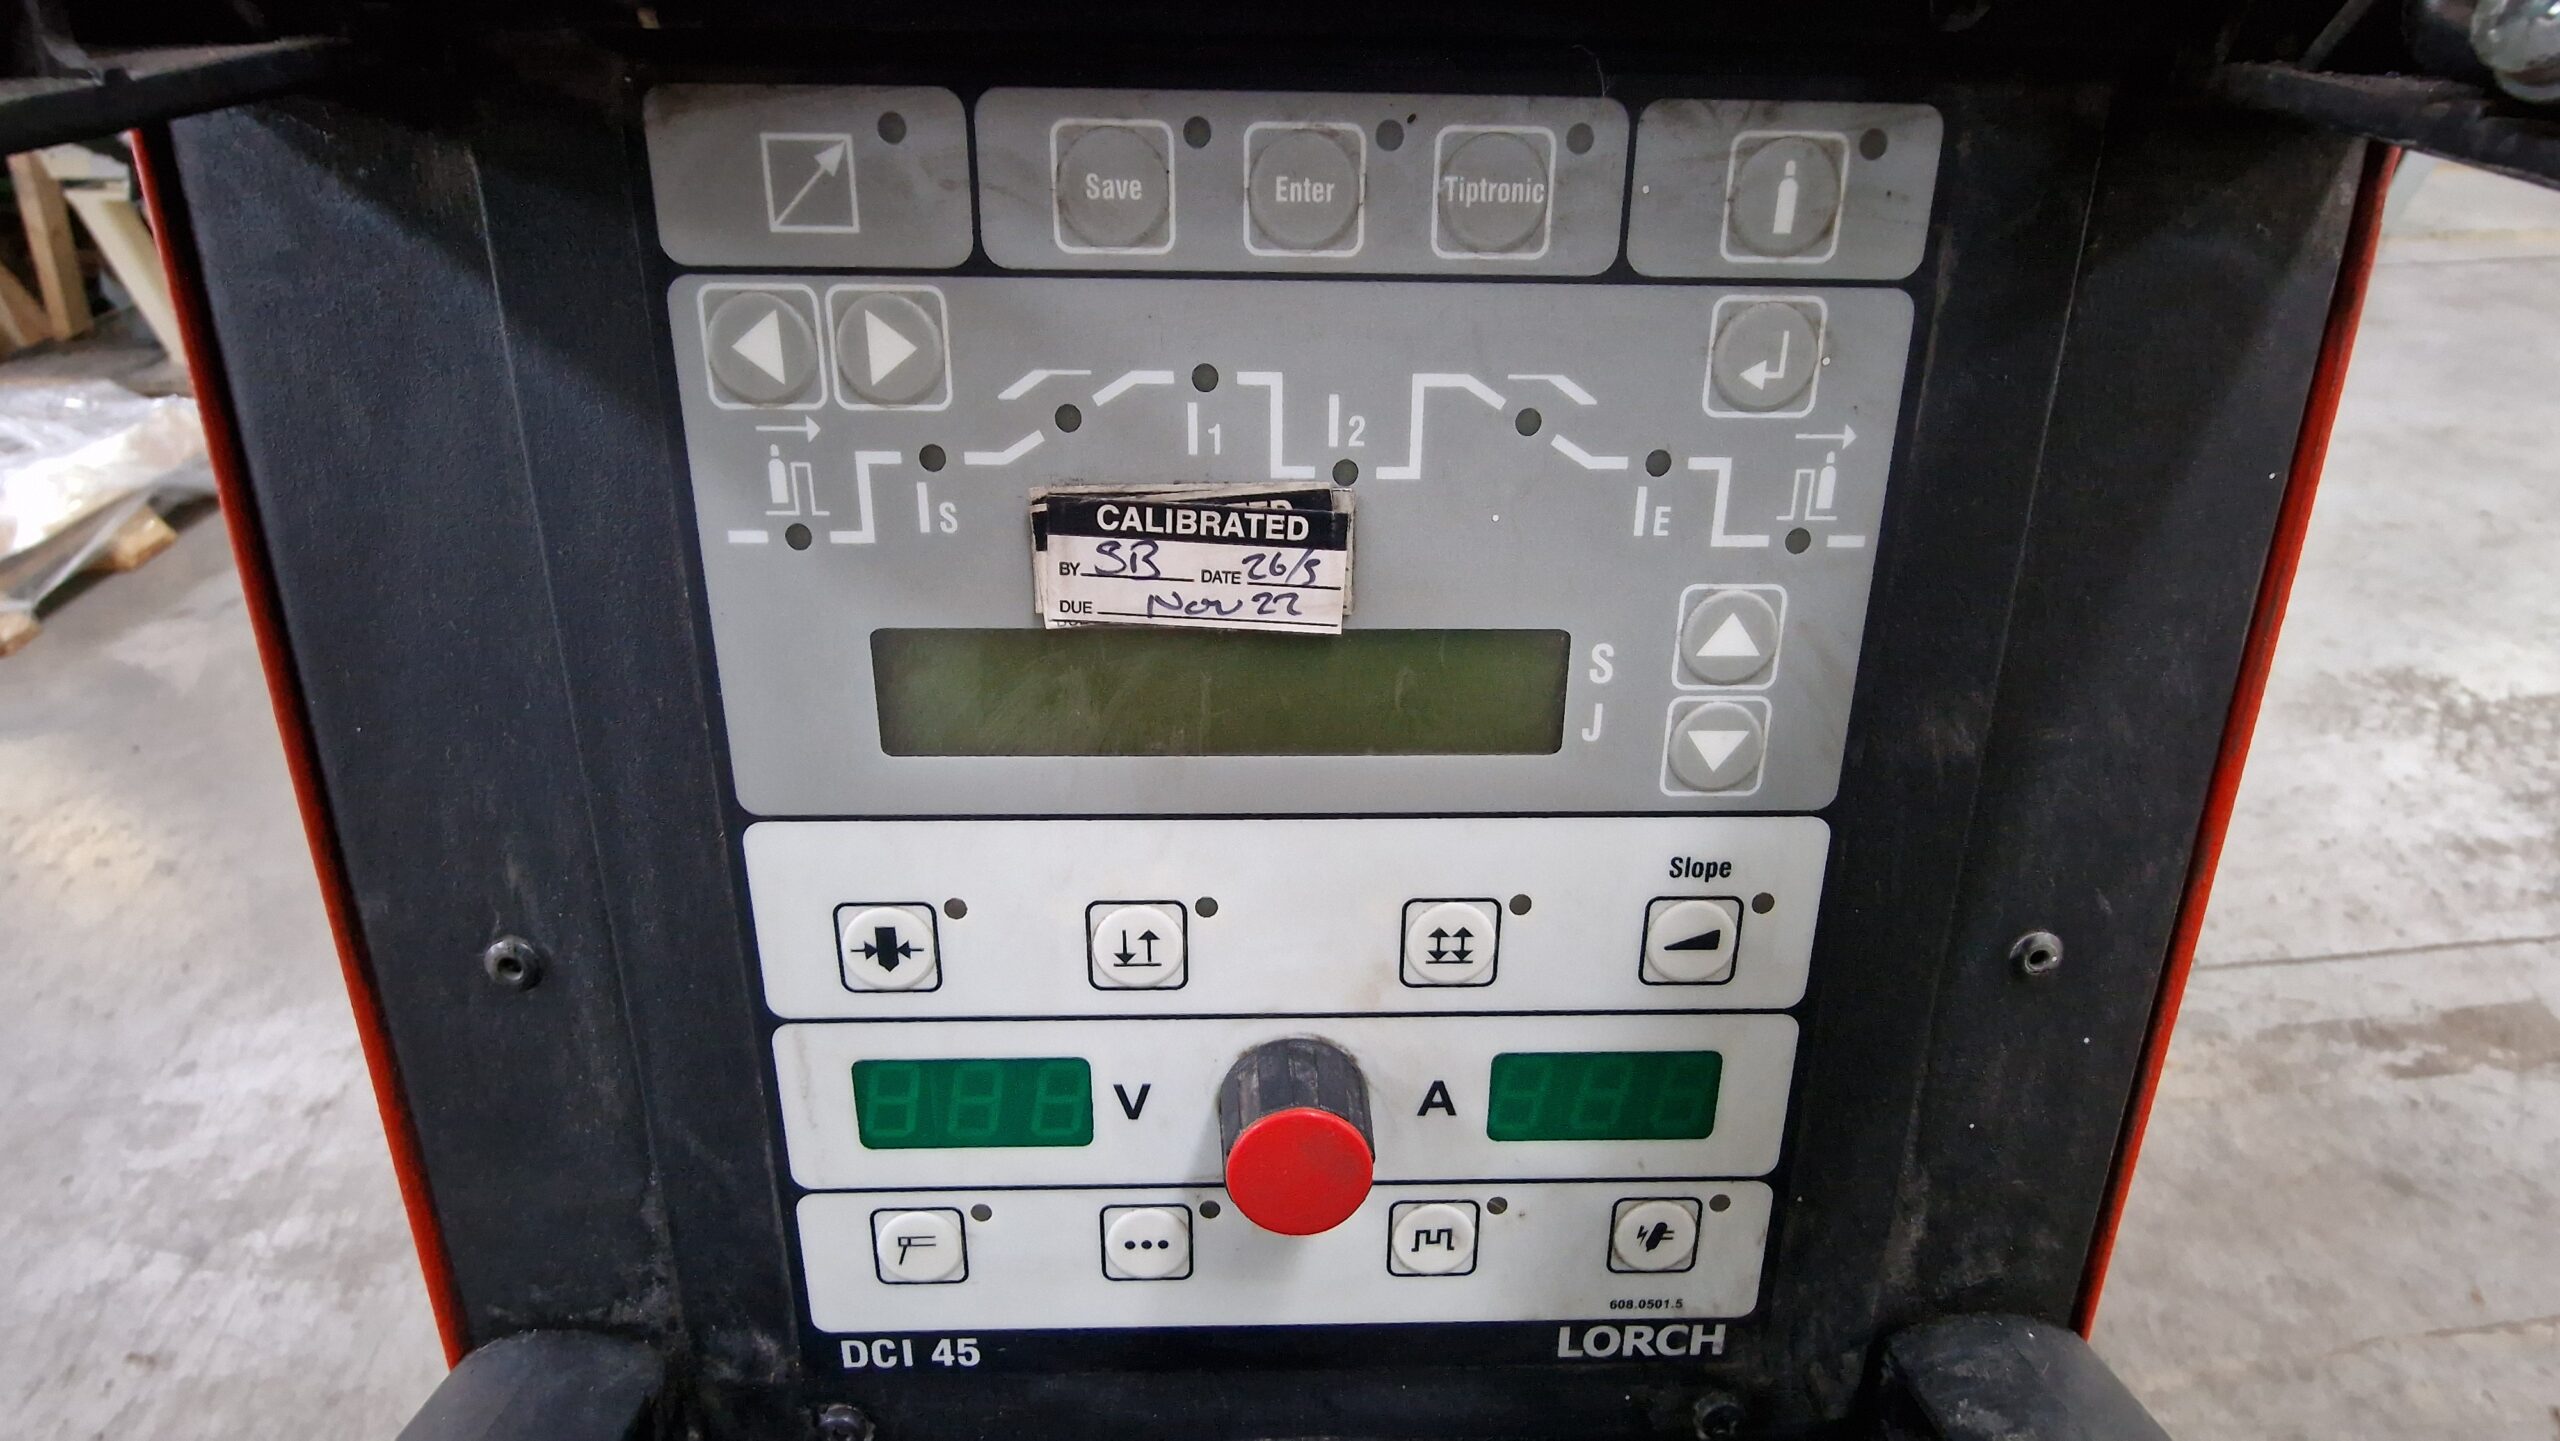 Save
Enter
Tiptronic
I1
I2
IS
IE
CALIBRATED
BY SB DATE 26/5
DUE Nov 22
S
J
Slope
V
A
608.0501.5
DCI 45
LORCH